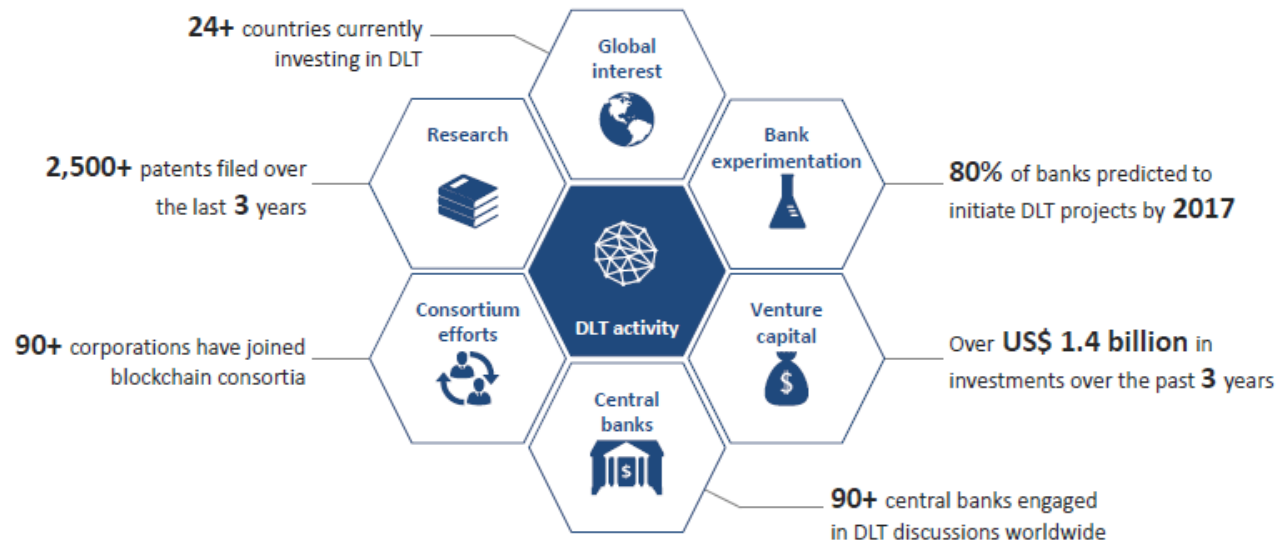 24+ countries currently
investing in DLT
Global
interest
Research
2,500+ patents filed over
the last 3 years
Bank
experimentation
80% of banks predicted to
initiate DLT projects by 2017
DLT activity
Consortium
efforts
90+ corporations have joined
blockchain consortia
Venture
capital
$
Over US$ 1.4 billion in
investments over the past 3 years
Central
banks
$
90+ central banks engaged
in DLT discussions worldwide